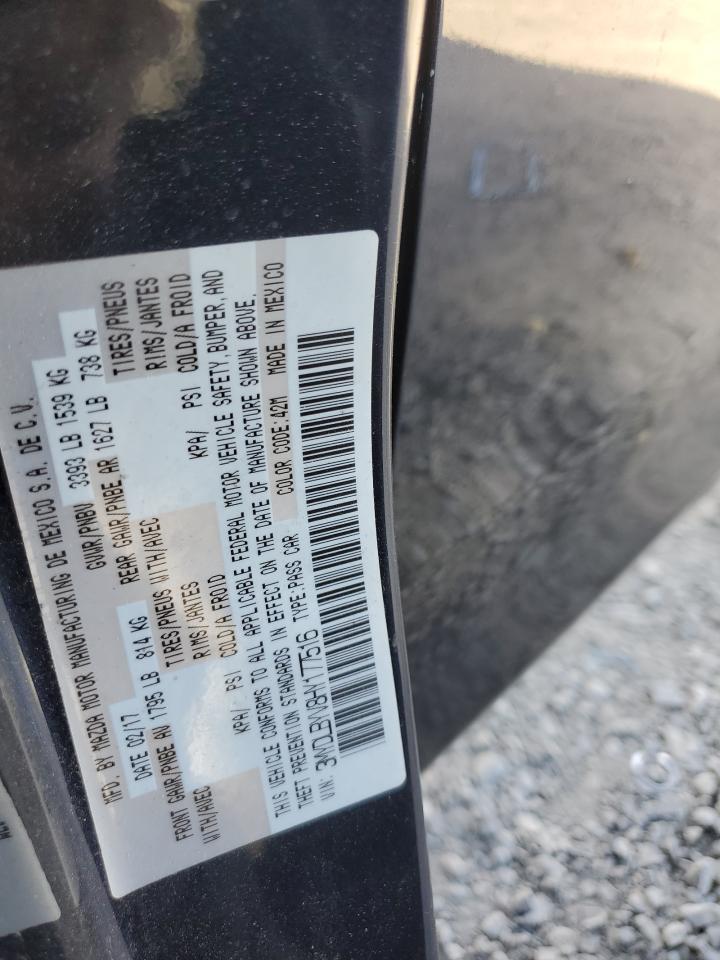 MFD. BY MAZDA MOTOR MANUFACTURING DE MEXICO S.A. DE C.V.
DATE 02/17 GVWR/PNBV 3393 LB 1539 KG
FRONT GAWR/PNBE AV 1795 LB 814 KG REAR GAWR/PNBE AR 1627 LB 738 KG
WITH/AVEC TIRES/PNEUS WITH/AVEC TIRES/PNEUS
RIMS/JANTES RIMS/JANTES
KPA/ PSI COLD/A FROID KPA/ PSI COLD/A FROID
THIS VEHICLE CONFORMS TO ALL APPLICABLE FEDERAL MOTOR VEHICLE SAFETY, BUMPER, AND
THEFT PREVENTION STANDARDS IN EFFECT ON THE DATE OF MANUFACTURE SHOWN ABOVE.
VIN: 3MYDLBYV8HY177516 TYPE:PASS CAR COLOR CODE:42M MADE IN MEXICO